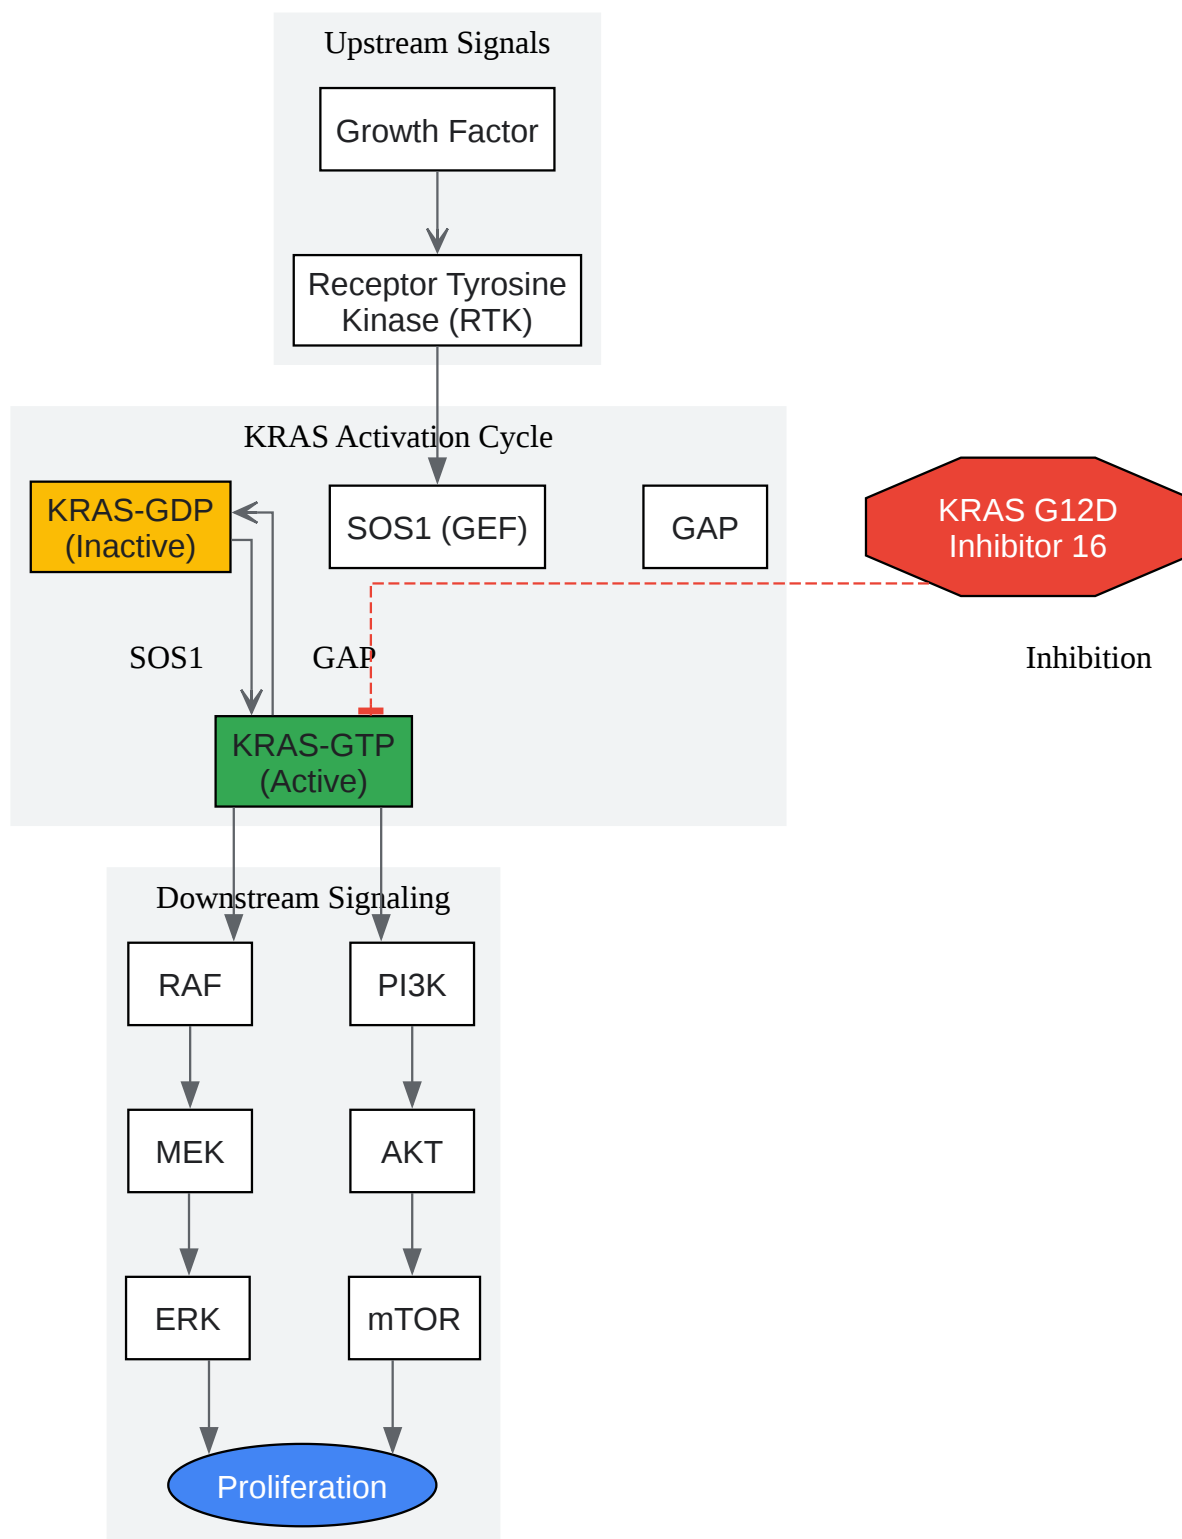 Upstream Signals
Growth Factor
Receptor Tyrosine
Kinase (RTK)
KRAS Activation Cycle
KRAS-GDP
(Inactive)
SOS1 (GEF)
GAP
KRAS G12D
Inhibitor 16
SOS1
GAP
Inhibition
KRAS-GTP
(Active)
Downstream Signaling
RAF
PI3K
MEK
AKT
ERK
mTOR
Proliferation